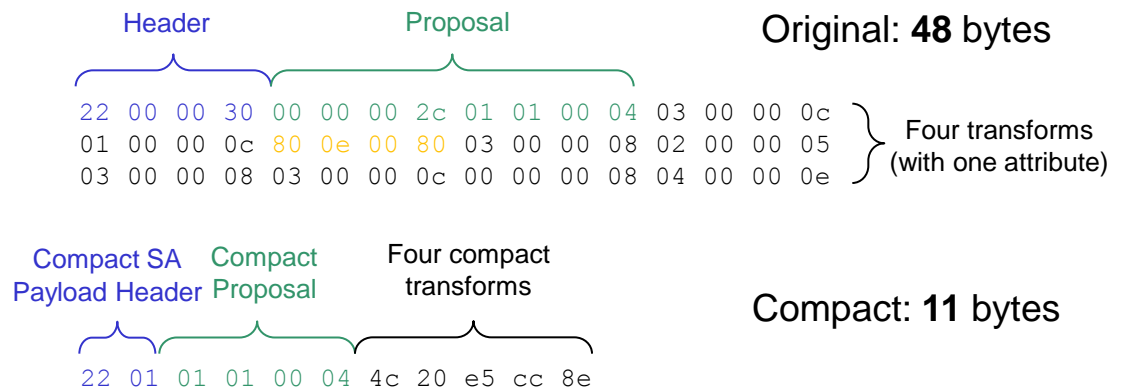 Header
Proposal
Original: 48 bytes
22 00 00 30 00 00 00 2c 01 01 00 04 03 00 00 0c
01 00 00 0c 80 0e 00 80 03 00 00 08 02 00 00 05
03 00 00 08 03 00 00 0c 00 00 00 08 04 00 00 0e
Four transforms
(with one attribute)
Compact SA
Payload Header
Compact
Proposal
Four compact
transforms
Compact: 11 bytes
22 01 01 01 00 04 4c 20 e5 cc 8e